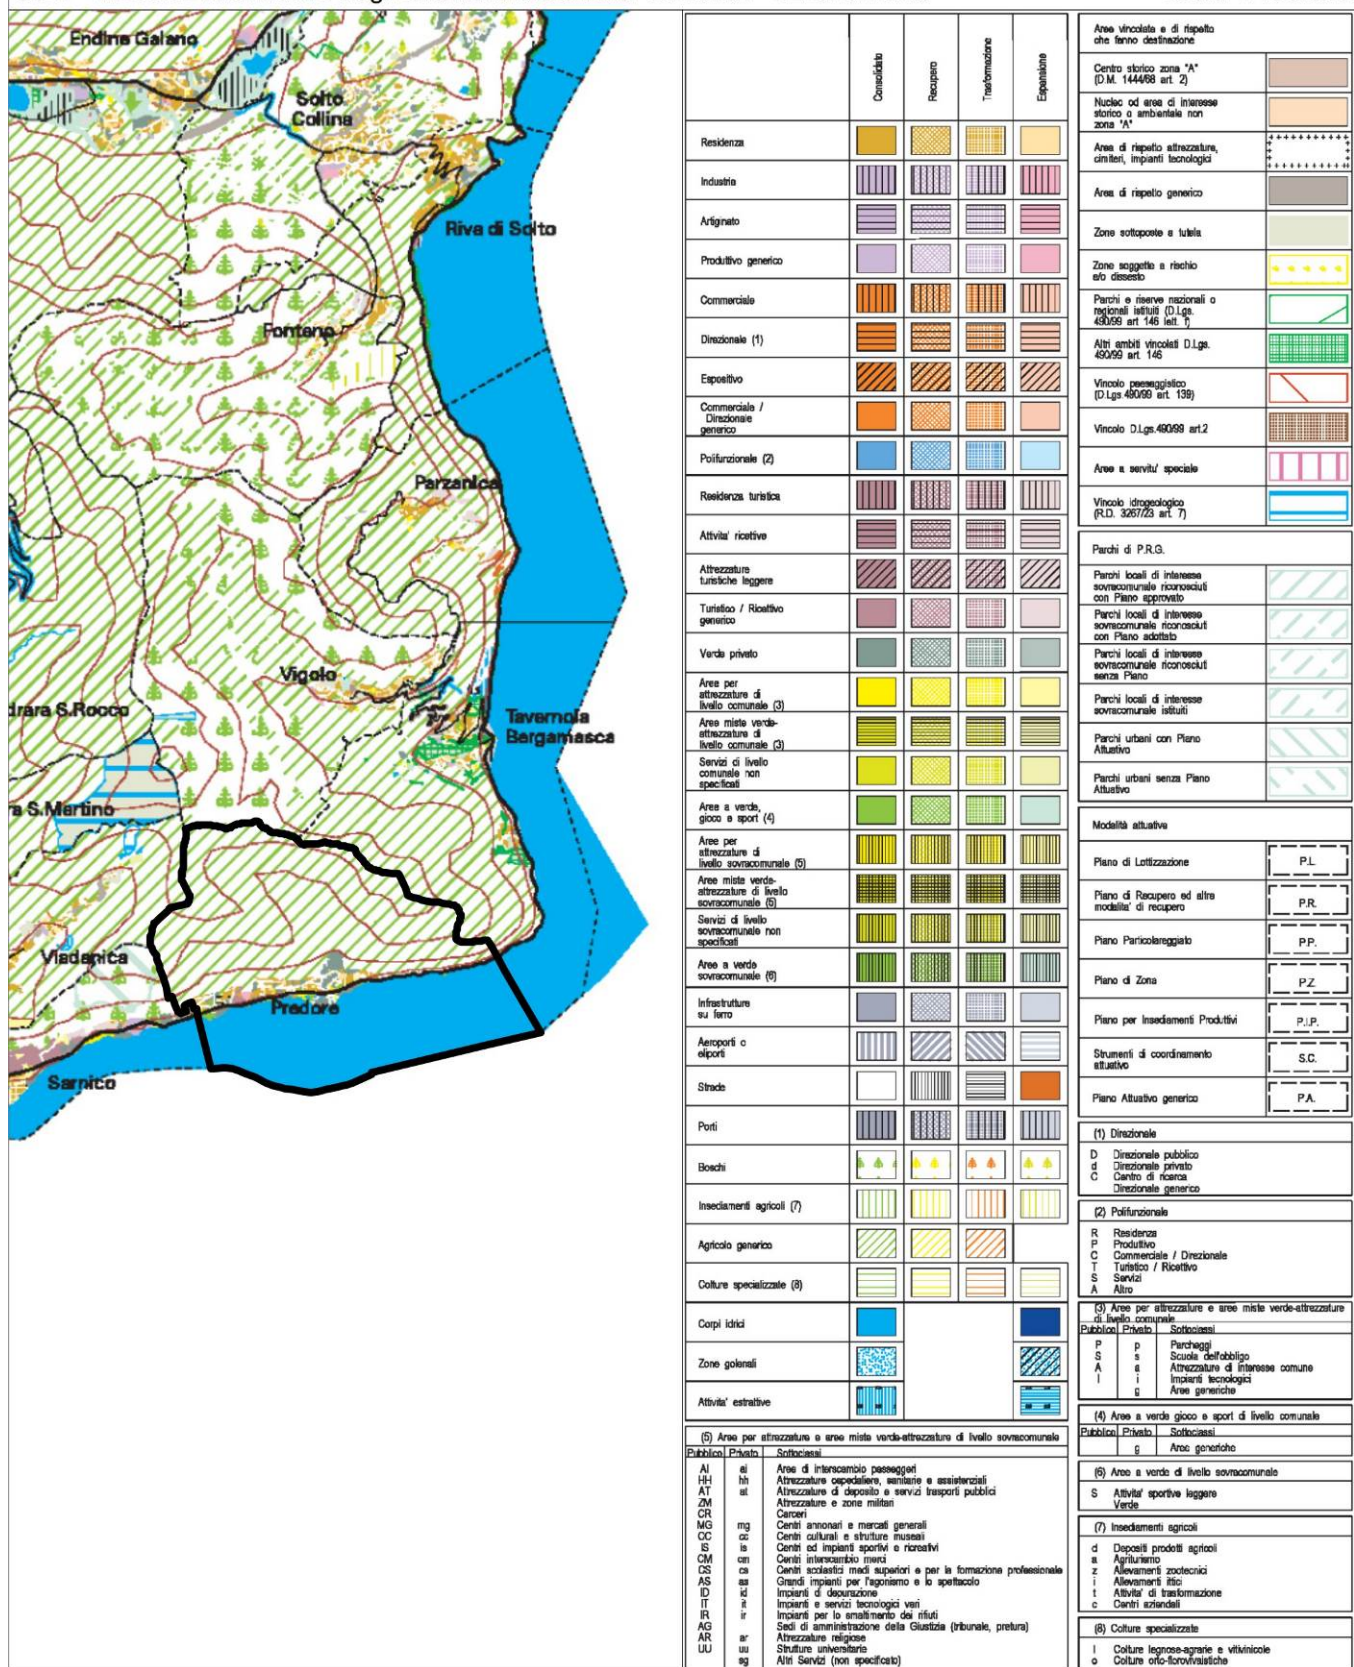 Endine Gaiano
Solto
Collina
Riva di Solto
Fonteno
Parzanica
Vigolo
drara S.Rocco
Tavernola
Bergamasca
a S.Martino
Viadanica
Predore
Sarnico
Consolidato
Recupero
Trasformazione
Espansione
Residenza
Industria
Artiginato
Produttivo generico
Commerciale
Direzionale (1)
Espositivo
Commerciale /
Direzionale
generico
Polifunzionale (2)
Residenza turistica
Attivita' ricettive
Attrezzature
turistiche leggere
Turistico / Ricettivo
generico
Verde privato
Aree per
attrezzature di
livello comunale (3)
Aree miste verde-
attrezzature di
livello comunale (3)
Servizi di livello
comunale non
specificati
Aree a verde,
gioco e sport (4)
Aree per
attrezzature di
livello sovracomunale (5)
Aree miste verde-
attrezzature di livello
sovracomunale (5)
Servizi di livello
sovracomunale non
specificati
Aree a verde
sovracomunale (6)
Infrastrutture
su ferro
Aeroporti o
eliporti
Strade
Porti
Boschi
Insediamenti agricoli (7)
Agricolo generico
Colture specializzate (8)
Corpi idrici
Zone golenali
Attivita' estrattive
(5) Aree per attrezzature e aree miste verde-attrezzature di livello sovracomunale
Pubblico Privato Sottoclassi
AI ai Aree di interscambio passeggeri
HH hh Attrezzature ospedaliere, sanitarie e assistenziali
AT at Attrezzature di deposito e servizi trasporti pubblici
ZM Attrezzature e zone militari
CR Carceri
MG mg Centri annonari e mercati generali
CC cc Centri culturali e strutture museali
IS is Centri ed impianti sportivi e ricreativi
CM cm Centri interscambio merci
CS cs Centri scolastici medi superiori e per la formazione professionale
AS as Grandi impianti per l'agonismo e lo spettacolo
ID id Impianti di depurazione
IT it Impianti e servizi tecnologici vari
IR ir Impianti per lo smaltimento dei rifiuti
AG Sedi di amministrazione della Giustizia (tribunale, pretura)
AR ar Attrezzature religiose
UU uu Strutture universitarie
sg Altri Servizi (non specificato)
Aree vincolate e di rispetto
che fanno destinazione
Centro storico zona "A"
(D.M. 1444/68 art. 2)
Nucleo od area di interesse
storico o ambientale non
zona "A"
Area di rispetto attrezzature,
cimiteri, impianti tecnologici
Area di rispetto generico
Zone sottoposte a tutela
Zone soggette a rischio
e/o dissesto
Parchi e riserve nazionali o
regionali istituiti (D.Lgs.
490/99 art 146 lett. f)
Altri ambiti vincolati D.Lgs.
490/99 art. 146
Vincolo paesaggistico
(D.Lgs.490/99 art. 139)
Vincolo D.Lgs.490/99 art.2
Aree a servitu' speciale
Vincolo idrogeologico
(R.D. 3267/23 art. 7)
Parchi di P.R.G.
Parchi locali di interesse
sovracomunale riconosciuti
con Piano approvato
Parchi locali di interesse
sovracomunale riconosciuti
con Piano adottato
Parchi locali di interesse
sovracomunale riconosciuti
senza Piano
Parchi locali di interesse
sovracomunale istituiti
Parchi urbani con Piano
Attuativo
Parchi urbani senza Piano
Attuativo
Modalità attuative
Piano di Lottizzazione P.L.
Piano di Recupero ed altre
modalita' di recupero P.R.
Piano Particolareggiato P.P.
Piano di Zona P.Z.
Piano per Insediamenti Produttivi P.I.P.
Strumenti di coordinamento
attuativo S.C.
Piano Attuativo generico P.A.
(1) Direzionale
D Direzionale pubblico
d Direzionale privato
C Centro di ricerca
Direzionale generico
(2) Polifunzionale
R Residenza
P Produttivo
C Commerciale / Direzionale
T Turistico / Ricettivo
S Servizi
A Altro
(3) Aree per attrezzature e aree miste verde-attrezzature
di livello comunale
Pubblico Privato Sottoclassi
P p Parcheggi
S s Scuola dell'obbligo
A a Attrezzature di interesse comune
I i Impianti tecnologici
g Aree generiche
(4) Aree a verde gioco e sport di livello comunale
Pubblico Privato Sottoclassi
g Aree generiche
(6) Aree a verde di livello sovracomunale
S Attivita' sportive leggere
Verde
(7) Insediamenti agricoli
d Depositi prodotti agricoli
a Agriturismo
z Allevamenti zootecnici
i Allevamenti ittici
t Attivita' di trasformazione
c Centri aziendali
(8) Colture specializzate
l Colture legnose-agrarie e vitivinicole
o Colture orto-florovivaistiche